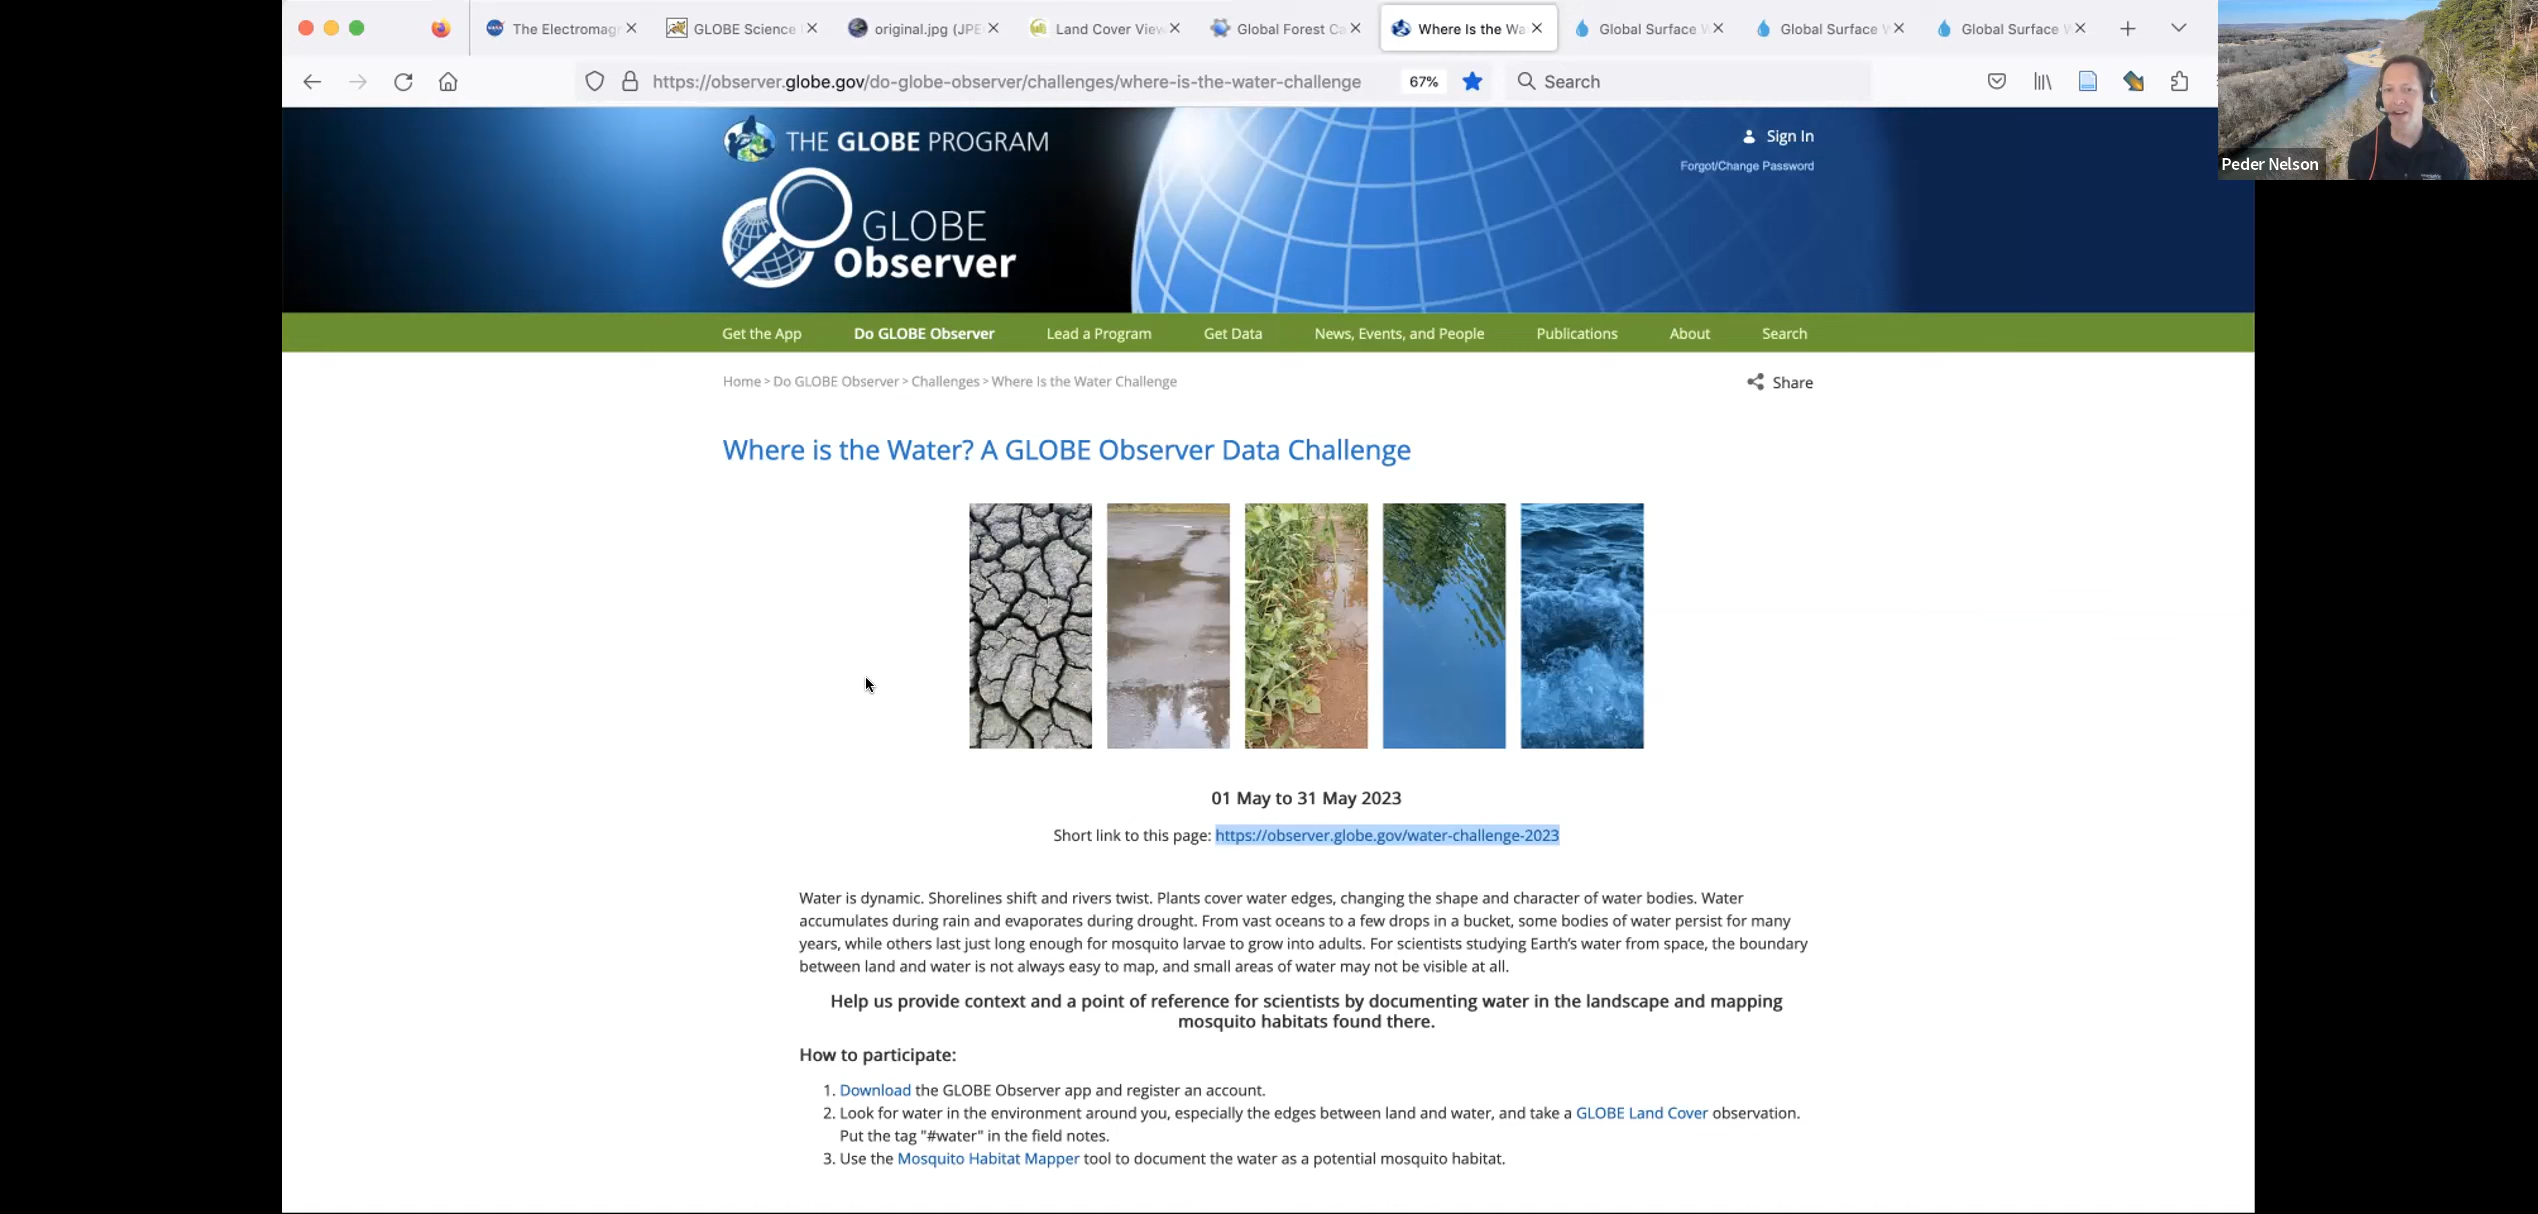 The Electromag
GLOBE Science
original.jpg (JPE
Land Cover View
Global Forest Ca
Where Is the Wa
Global Surface W
Global Surface W
Global Surface W
https://observer.globe.gov/do-globe-observer/challenges/where-is-the-water-challenge
67%
Search
Peder Nelson
THE GLOBE PROGRAM
Sign In
Forgot/Change Password
GLOBE
Observer
Get the App
Do GLOBE Observer
Lead a Program
Get Data
News, Events, and People
Publications
About
Search
Home > Do GLOBE Observer > Challenges > Where Is the Water Challenge
Share
Where is the Water? A GLOBE Observer Data Challenge
01 May to 31 May 2023
Short link to this page: https://observer.globe.gov/water-challenge-2023
Water is dynamic. Shorelines shift and rivers twist. Plants cover water edges, changing the shape and character of water bodies. Water
accumulates during rain and evaporates during drought. From vast oceans to a few drops in a bucket, some bodies of water persist for many
years, while others last just long enough for mosquito larvae to grow into adults. For scientists studying Earth's water from space, the boundary
between land and water is not always easy to map, and small areas of water may not be visible at all.
Help us provide context and a point of reference for scientists by documenting water in the landscape and mapping
mosquito habitats found there.
How to participate:
1. Download the GLOBE Observer app and register an account.
2. Look for water in the environment around you, especially the edges between land and water, and take a GLOBE Land Cover observation.
Put the tag "#water" in the field notes.
3. Use the Mosquito Habitat Mapper tool to document the water as a potential mosquito habitat.